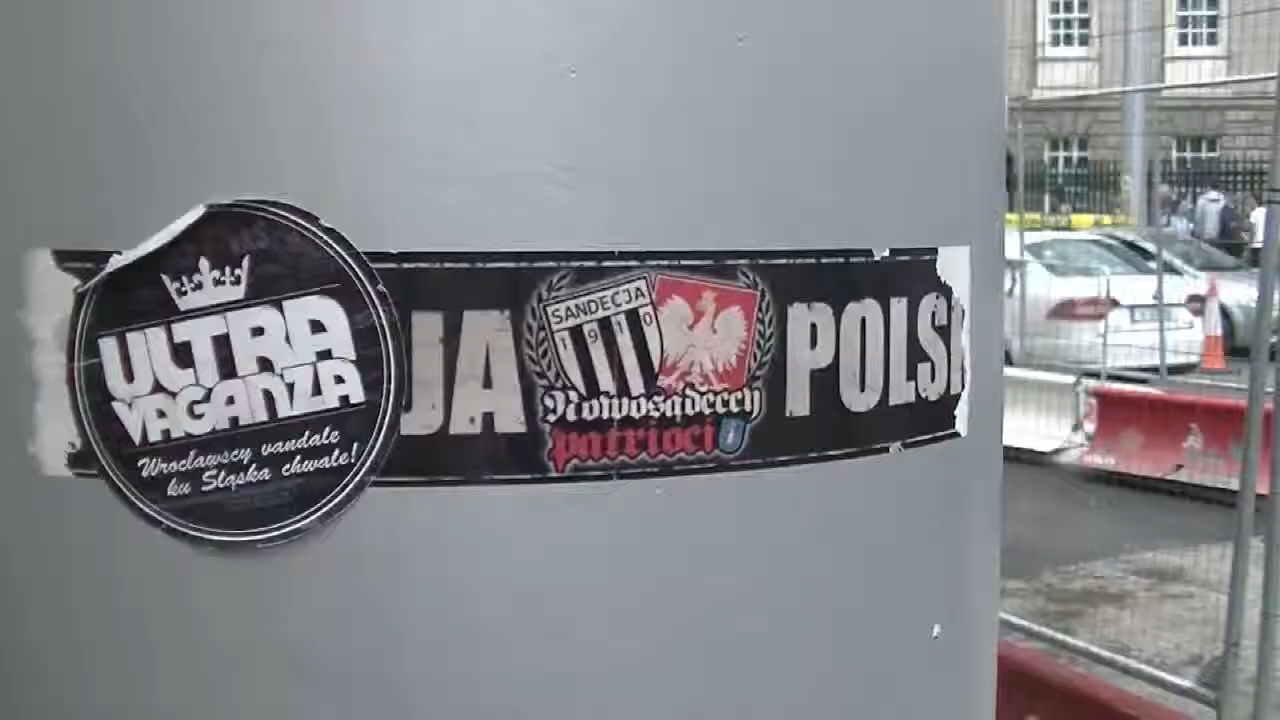 ULTRA
VAGANZA
Wrocławscy vandale
ku Śląska chwale!
JA
SANDECJA
1910
Nowosądeccy
patrioci
POLSK